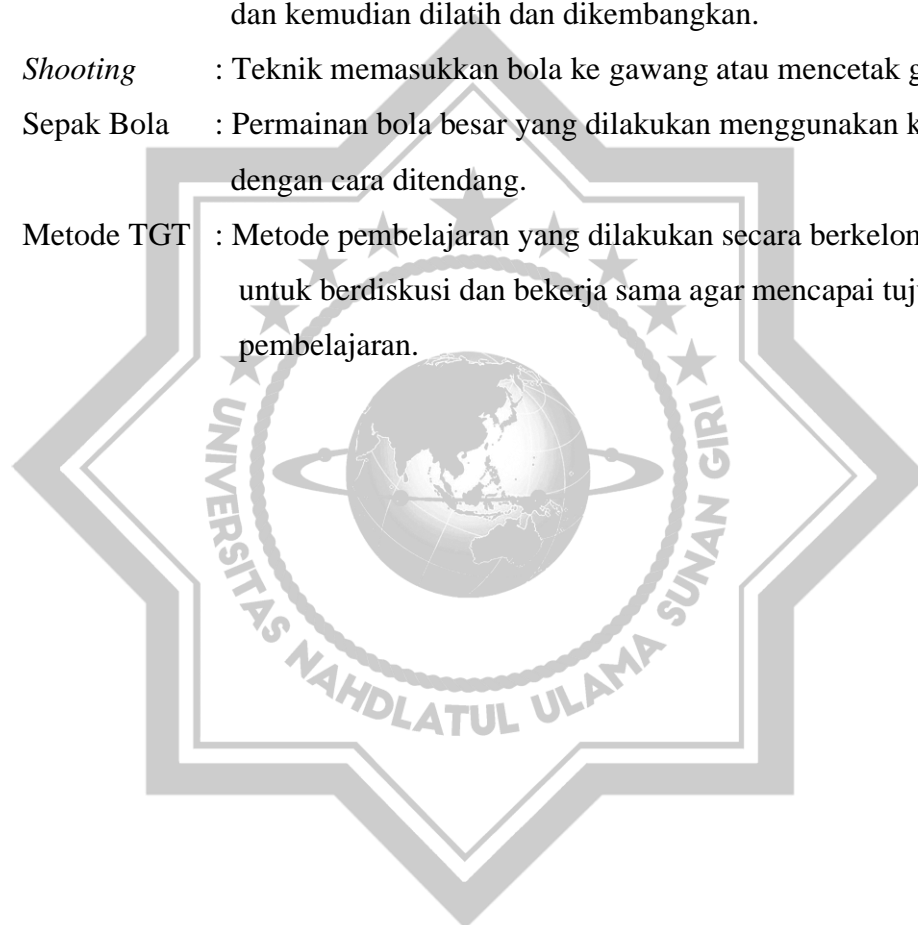 dan kemudian dilatih dan dikembangkan.
Shooting : Teknik memasukkan bola ke gawang atau mencetak
Sepak Bola : Permainan bola besar yang dilakukan menggunakan
dengan cara ditendang.
Metode TGT : Metode pembelajaran yang dilakukan secara
untuk berdiskusi dan bekerja sama agar mencapai
pembelajaran.
UNIVERSITAS NAHDLATUL ULAMA SUNAN GIRI